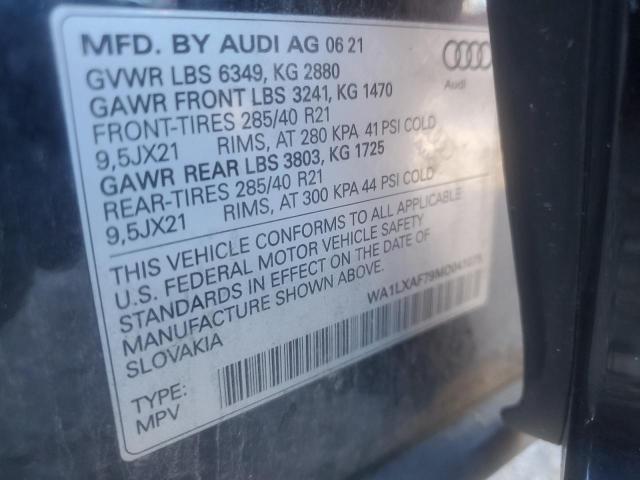 MFD. BY AUDI AG 06 21
GVWR LBS 6349, KG 2880
GAWR FRONT LBS 3241, KG 1470
FRONT-TIRES 285/40 R21
9,5JX21 RIMS, AT 280 KPA 41 PSI COLD
GAWR REAR LBS 3803, KG 1725
REAR-TIRES 285/40 R21
9,5JX21 RIMS, AT 300 KPA 44 PSI COLD
Audi
THIS VEHICLE CONFORMS TO ALL APPLICABLE
U.S. FEDERAL MOTOR VEHICLE SAFETY
STANDARDS IN EFFECT ON THE DATE OF
MANUFACTURE SHOWN ABOVE.
SLOVAKIA
TYPE:
MPV